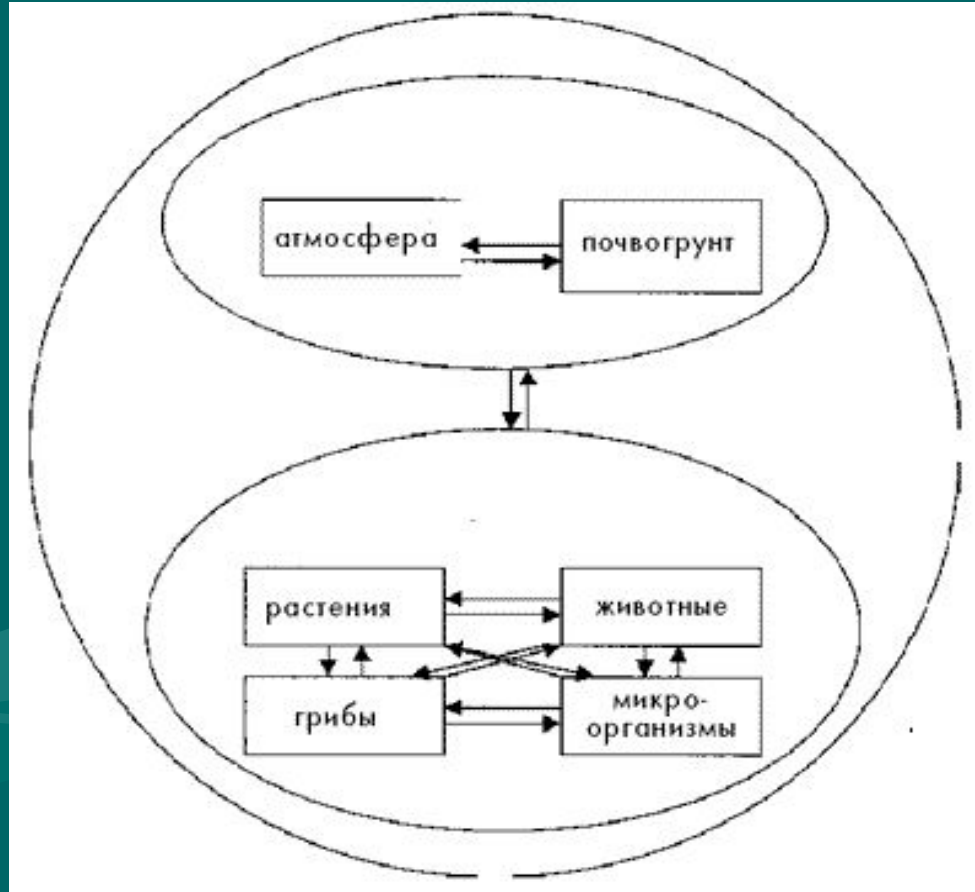 атмосфера
почвогрунт
растения
животные
грибы
микро-
организмы